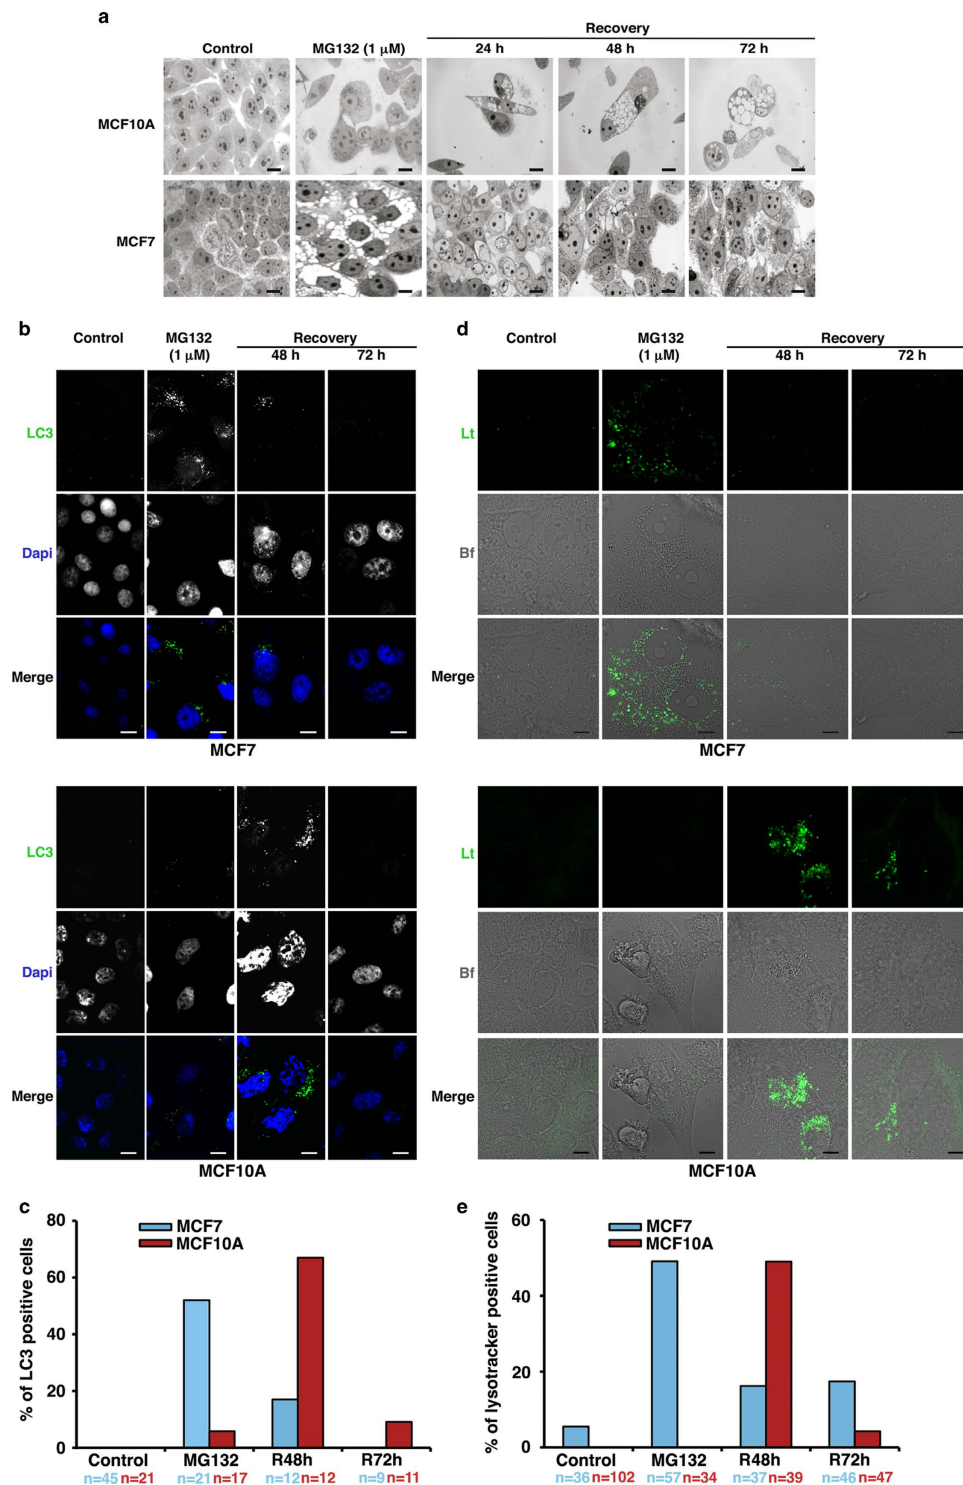 a
Recovery
Control MG132 (1 μM) 24 h 48 h 72 h
MCF10A
MCF7
b
Control MG132 (1 μM) Recovery
48 h 72 h
LC3
Dapi
Merge
MCF7
LC3
Dapi
Merge
MCF10A
d
Control MG132 (1 μM) Recovery
48 h 72 h
Lt
Bf
Merge
MCF7
Lt
Bf
Merge
MCF10A
c
% of LC3 positive cells
80
60
40
20
0
MCF7
MCF10A
Control MG132 R48h R72h
n=45 n=21 n=21 n=17 n=12 n=12 n=9 n=11
e
% of lysotracker positive cells
60
40
20
0
MCF7
MCF10A
Control MG132 R48h R72h
n=36 n=102 n=57 n=34 n=37 n=39 n=46 n=47